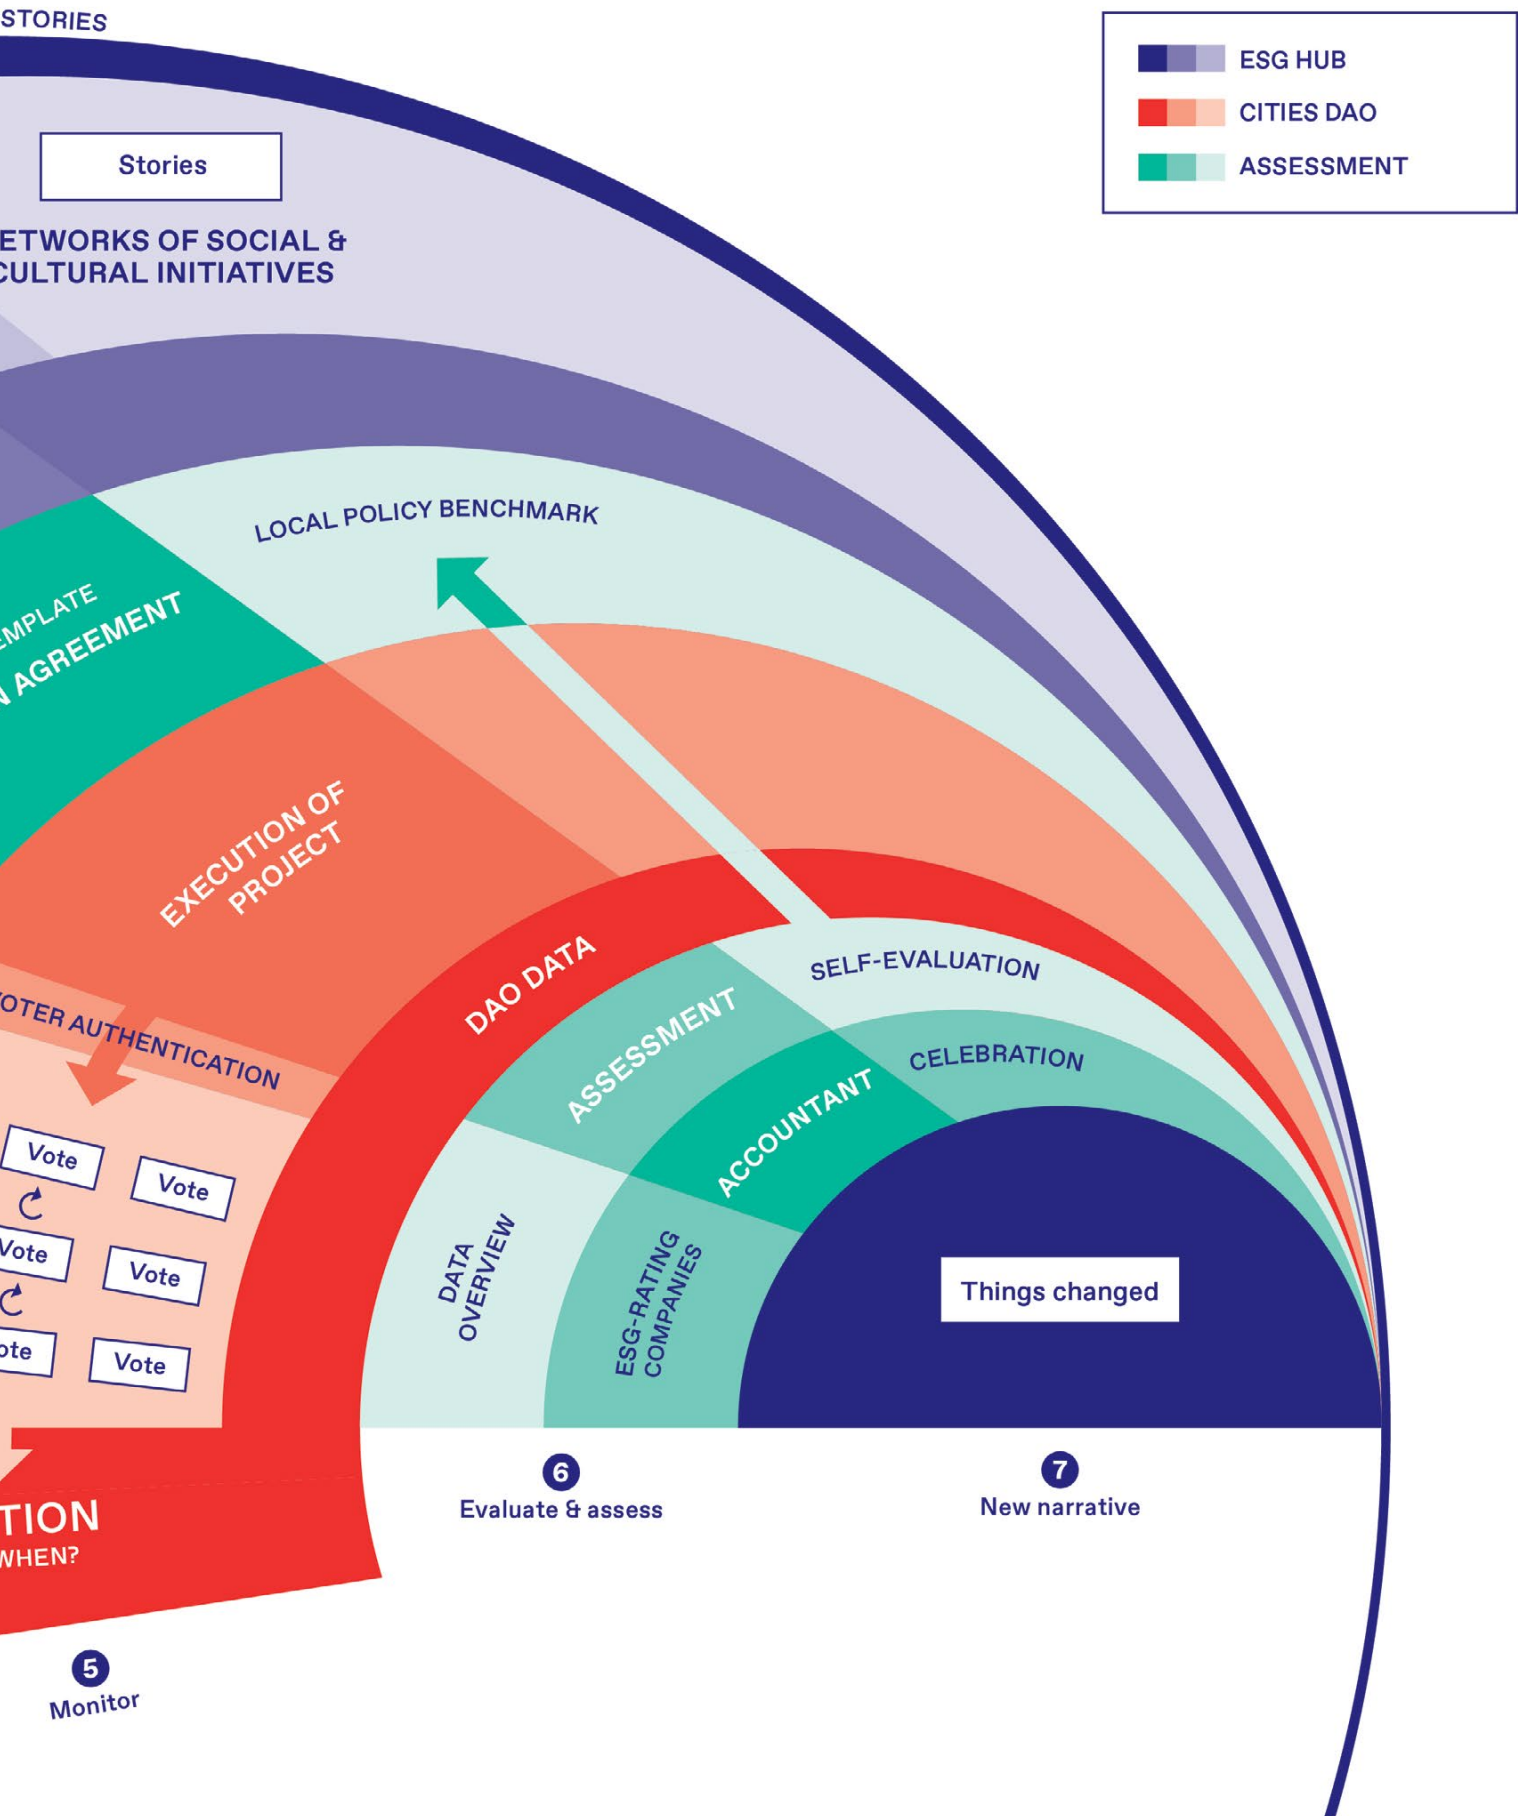 STORIES
ESG HUB
CITIES DAO
ASSESSMENT
Stories
ETWORKS OF SOCIAL &
CULTURAL INITIATIVES
LOCAL POLICY BENCHMARK
EMPLATE
N AGREEMENT
EXECUTION OF
PROJECT
DAO DATA
SELF-EVALUATION
ASSESSMENT
CELEBRATION
ACCOUNTANT
OTER AUTHENTICATION
Vote
Vote
Vote
Vote
ote
Vote
DATA
OVERVIEW
ESG-RATING
COMPANIES
Things changed
TION
WHEN?
6
Evaluate & assess
7
New narrative
5
Monitor